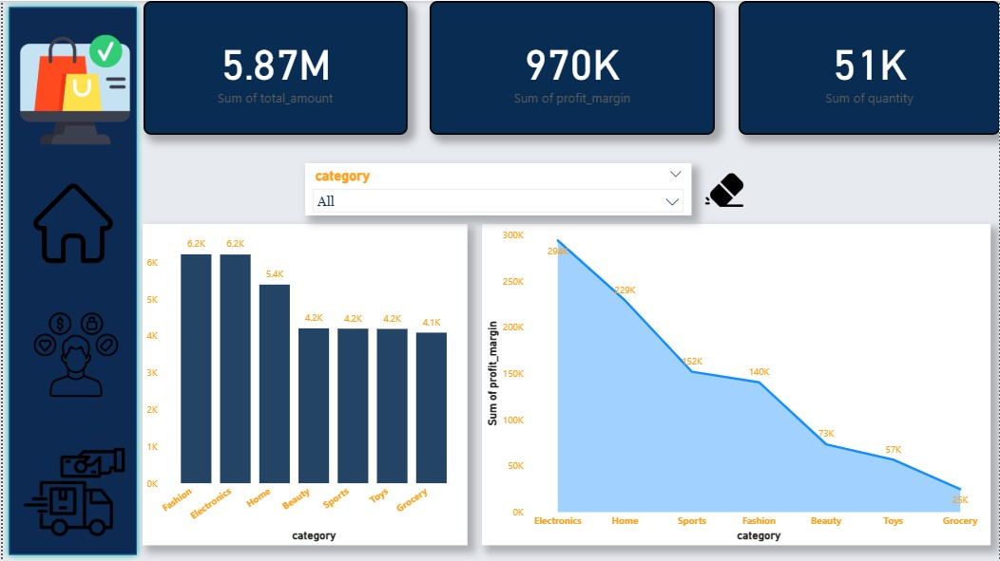 5.87M
Sum of total_amount
970K
Sum of profit_margin
51K
Sum of quantity
category
All
6.2K
6.2K
5.4K
4.2K
4.2K
4.2K
4.1K
6K
5K
4K
3K
2K
1K
0K
Fashion
Electronics
Home
Beauty
Sports
Toys
Grocery
category
Sum of profit_margin
300K
250K
200K
150K
100K
50K
0K
294K
229K
152K
140K
73K
57K
25K
Electronics
Home
Sports
Fashion
Beauty
Toys
Grocery
category